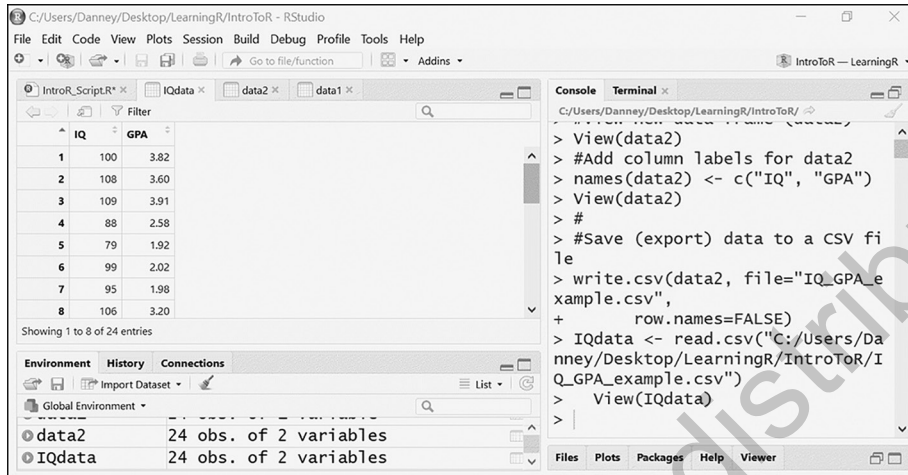 C:/Users/Danney/Desktop/LearningR/IntroToR - RStudio
File Edit Code View Plots Session Build Debug Profile Tools Help
Go to file/function
Addins
IntroToR — LearningR
IntroR_Script.R*
IQdata
data2
data1
Filter
IQ GPA
1 100 3.82
2 108 3.60
3 109 3.91
4 88 2.58
5 79 1.92
6 99 2.02
7 95 1.98
8 106 3.20
Showing 1 to 8 of 24 entries
Environment History Connections
Import Dataset
List
Global Environment
data2 24 obs. of 2 variables
IQdata 24 obs. of 2 variables
Console Terminal
C:/Users/Danney/Desktop/LearningR/IntroToR/
> #View new data frame (data2)
> View(data2)
> #Add column labels for data2
> names(data2) <- c("IQ", "GPA")
> View(data2)
> #
> #Save (export) data to a CSV fi
le
> write.csv(data2, file="IQ_GPA_e
xample.csv",
+ row.names=FALSE)
> IQdata <- read.csv("C:/Users/Da
nney/Desktop/LearningR/IntroToR/I
Q_GPA_example.csv")
> View(IQdata)
>
Files Plots Packages Help Viewer
distrib